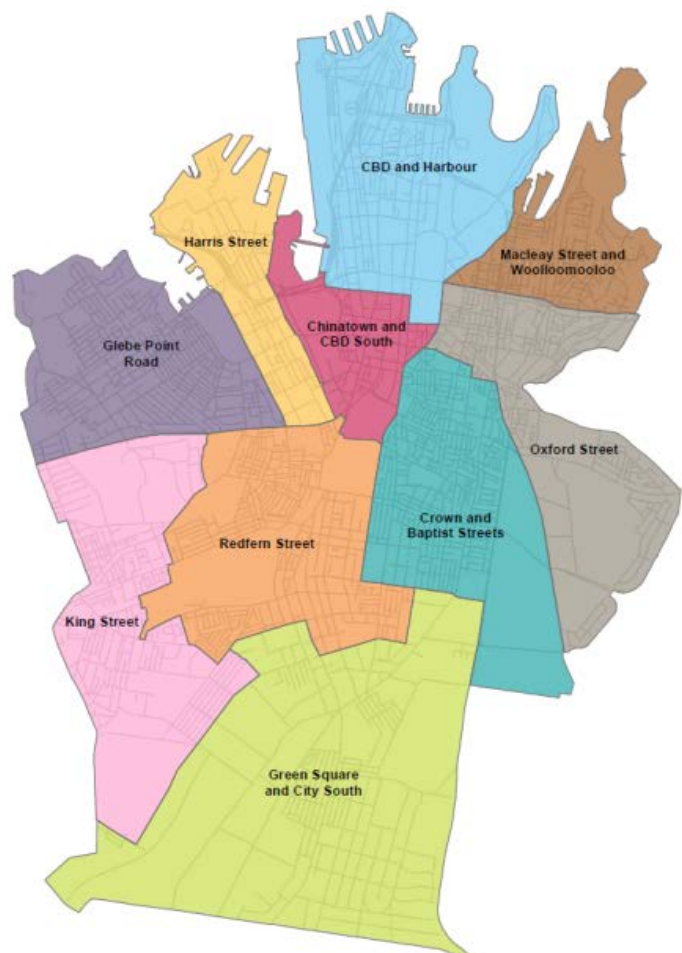 CBD and Harbour
Harris Street
Macleay Street and
Woolloomooloo
Chinatown and
CBD South
Glebe Point
Road
Oxford Street
Crown and
Baptist Streets
Redfern Street
King Street
Green Square
and City South